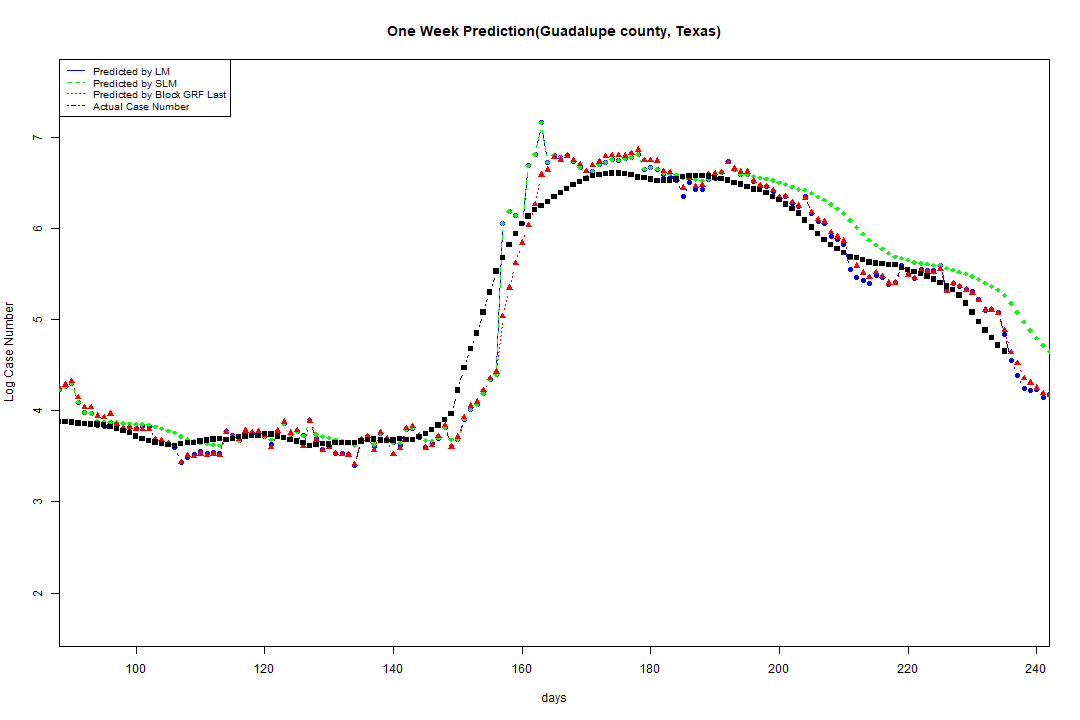 One Week Prediction(Guadalupe county, Texas)
Predicted by LM
Predicted by SLM
Predicted by Block GRF Last
Actual Case Number
7
6
5
4
3
2
Log Case Number
100 120 140 160 180 200 220 240
days